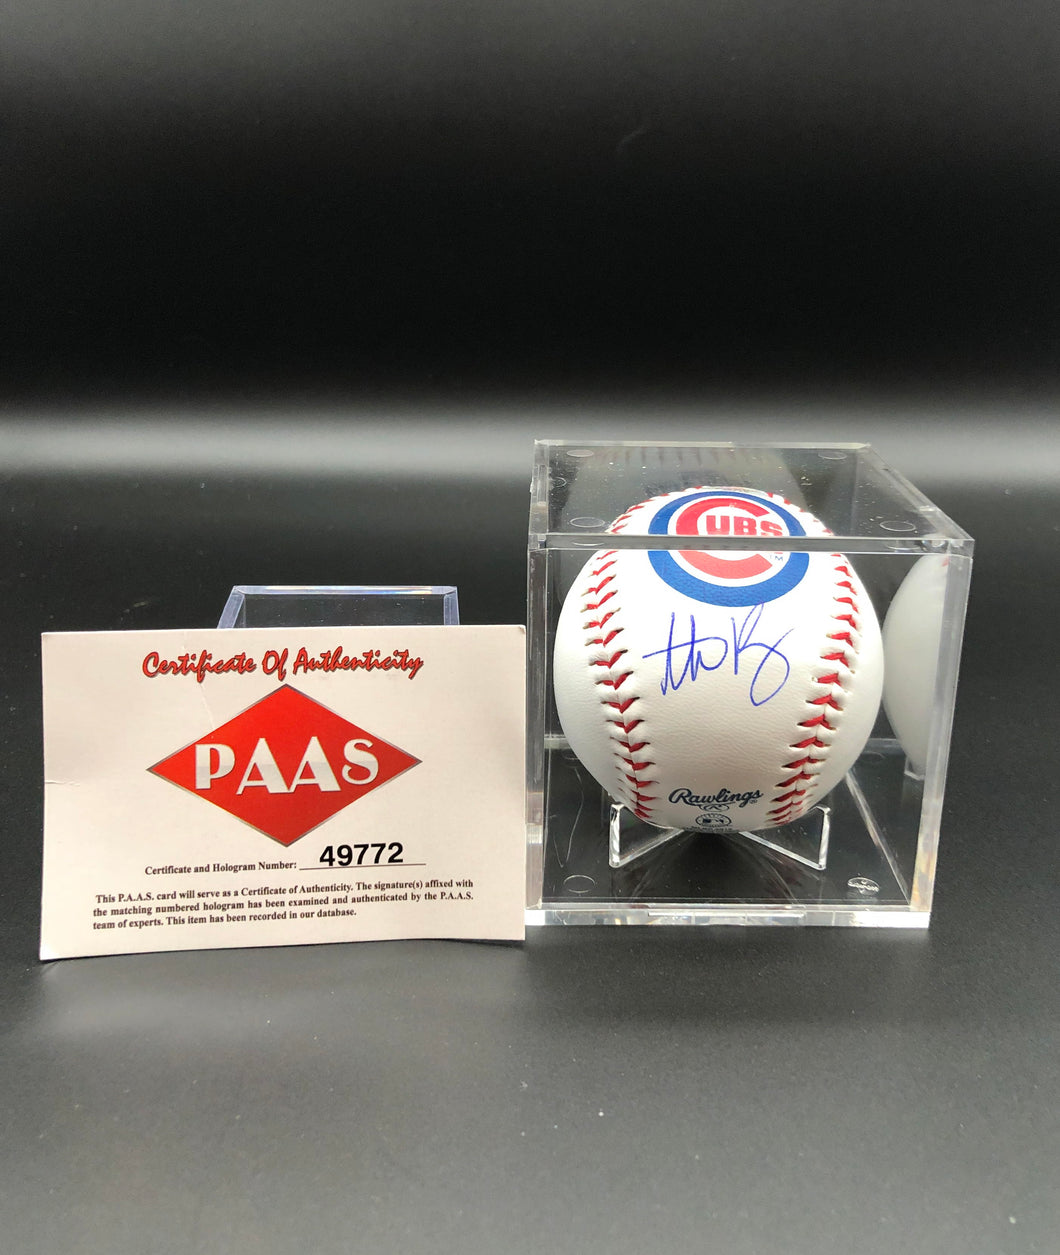 Certificate Of Authenticity
PAAS
Certificate and Hologram Number: 49772
This P.A.A.S. card will serve as a Certificate of Authenticity. The signature(s) affixed with
the matching numbered hologram has been examined and authenticated by the P.A.A.S.
team of experts. This item has been recorded in our database.
CUBS
TM
Rawlings®